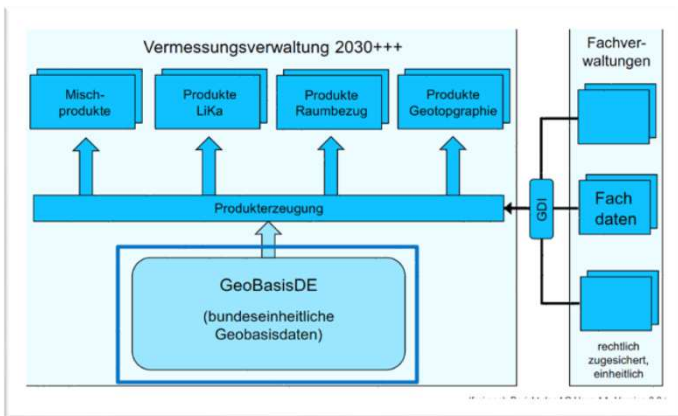 Vermessungsverwaltung 2030+++
Fachver-
waltungen
Misch-
produkte
Produkte
LiKa
Produkte
Raumbezug
Produkte
Geotopgraphie
Produkterzeugung
GDI
Fach
daten
GeoBasisDE
(bundeseinheitliche
Geobasisdaten)
rechtlich
zugesichert,
einheitlich